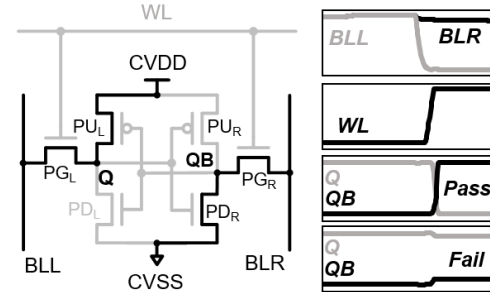 WL
CVDD
PUL
PUR
Q
QB
PGL
PGR
PDL
PDR
BLL
CVSS
BLR
BLL
BLR
WL
Q
QB
Pass
Q
QB
Fail